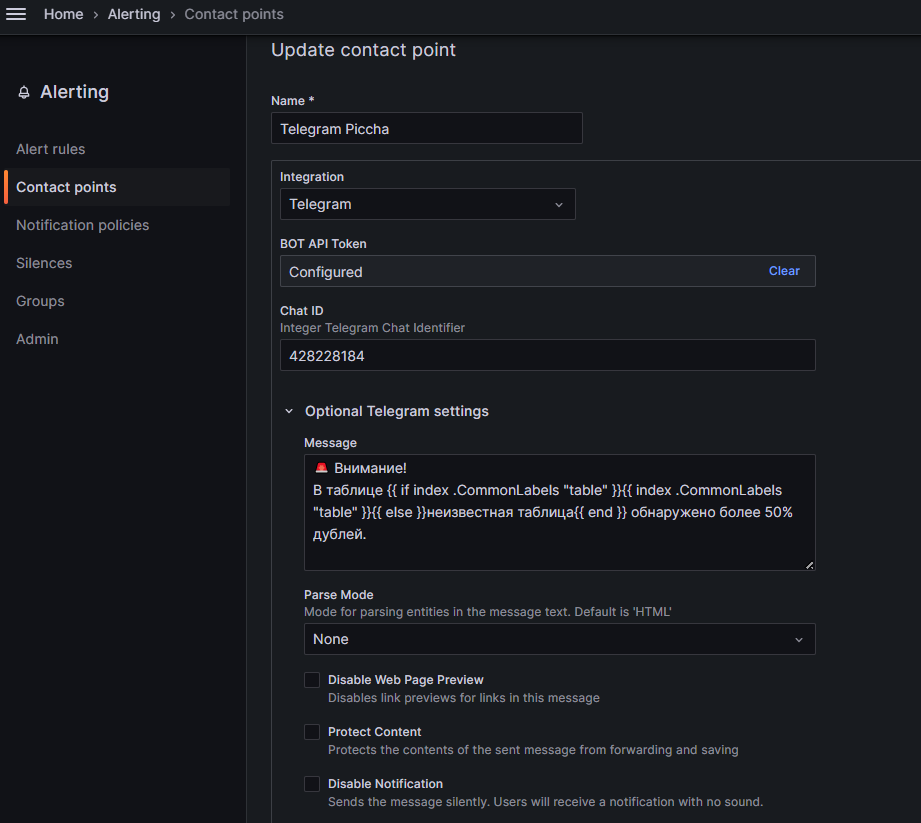 Home › Alerting › Contact points
Update contact point
Alerting
Name *
Telegram Piccha
Alert rules
Integration
Contact points
Telegram
Notification policies
BOT API Token
Silences
Configured
Clear
Groups
Chat ID
Integer Telegram Chat Identifier
Admin
428228184
Optional Telegram settings
Message
🚨 Внимание!
В таблице {{ if index .CommonLabels "table" }}{{ index .CommonLabels
"table" }}{{ else }}неизвестная таблица{{ end }} обнаружено более 50%
дублей.
Parse Mode
Mode for parsing entities in the message text. Default is 'HTML'
None
Disable Web Page Preview
Disables link previews for links in this message
Protect Content
Protects the contents of the sent message from forwarding and saving
Disable Notification
Sends the message silently. Users will receive a notification with no sound.